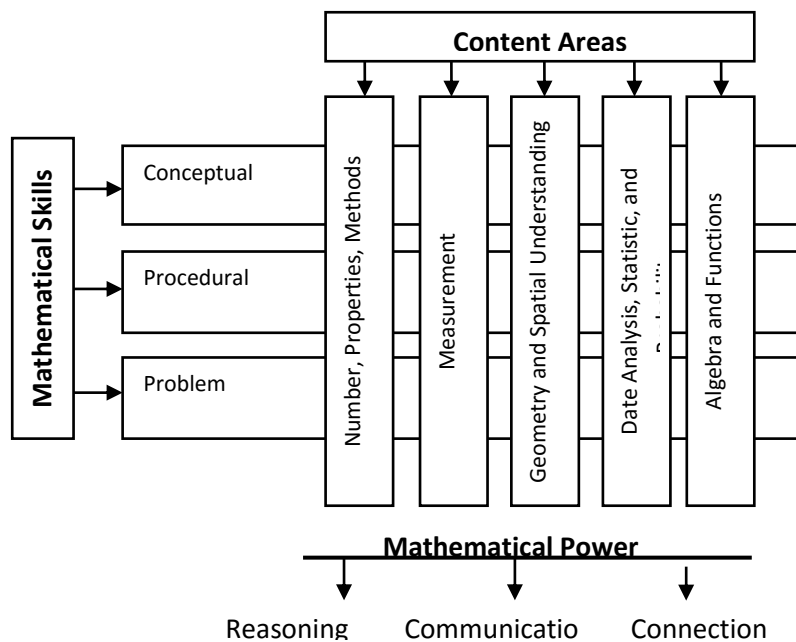 Content Areas
Mathematical Skills
Conceptual
Procedural
Problem
Number, Properties, Methods
Measurement
Geometry and Spatial Understanding
Date Analysis, Statistic, and
Algebra and Functions
Mathematical Power
Reasoning
Communicatio
Connection